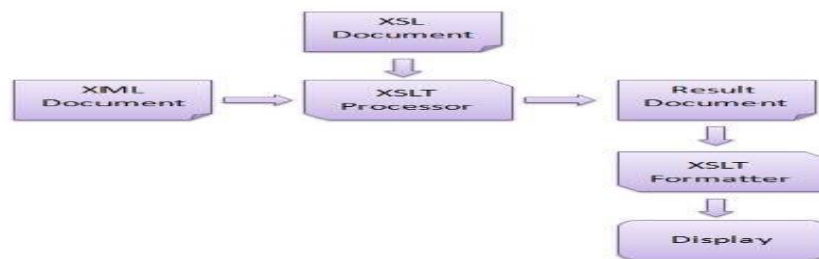 XSL
Document
XML
Document
XSLT
Processor
Result
Document
XSLT
Formatter
Display